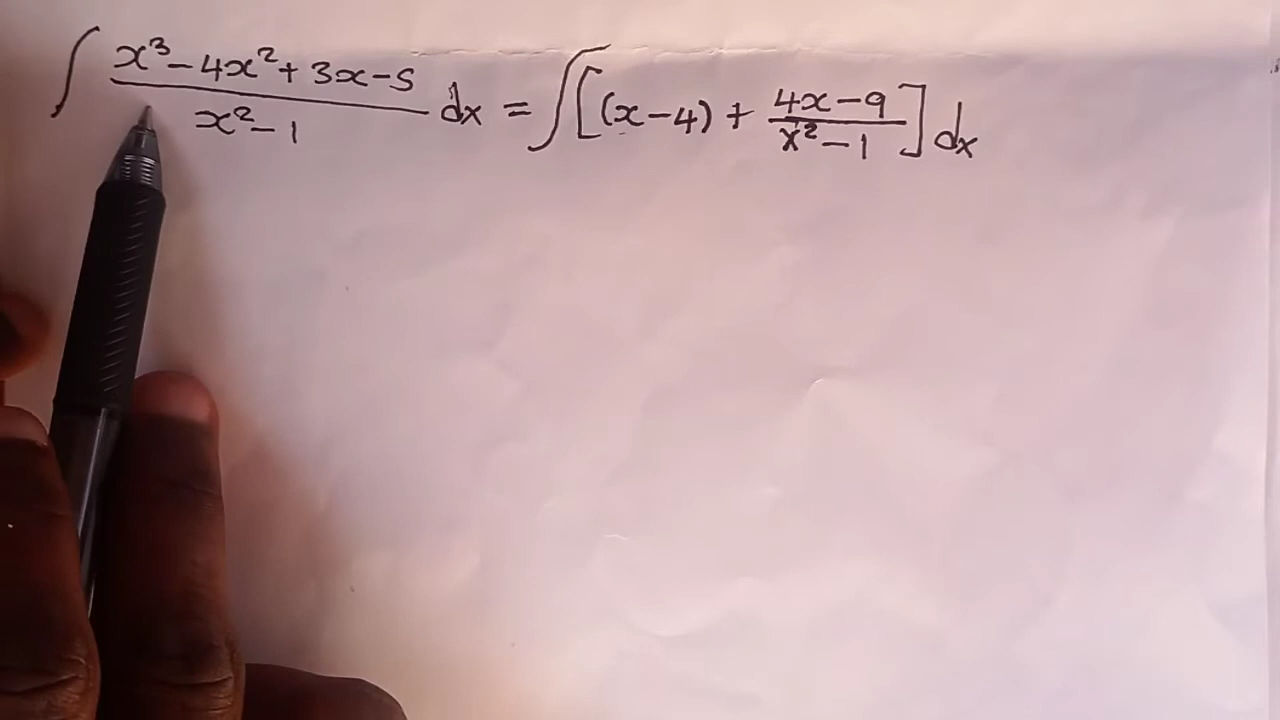 ∫ (x³ − 4x² + 3x − 5)/(x² − 1) dx = ∫[(x − 4) + (4x − 9)/(x² − 1)] dx